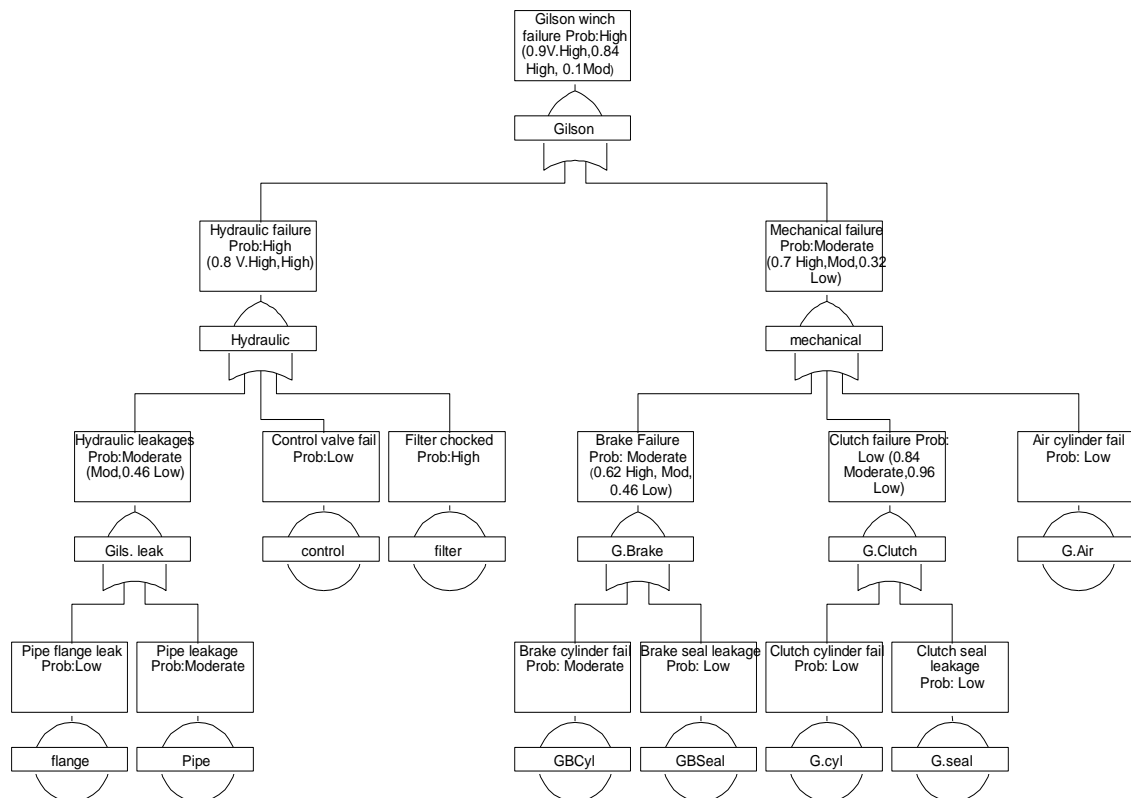 Gilson winch
failure Prob:High
(0.9V.High,0.84
High, 0.1Mod)
Gilson
Hydraulic failure
Prob:High
(0.8 V.High,High)
Mechanical failure
Prob:Moderate
(0.7 High,Mod,0.32
Low)
Hydraulic
mechanical
Hydraulic leakages
Prob:Moderate
(Mod,0.46 Low)
Control valve fail
Prob:Low
Filter chocked
Prob:High
Brake Failure
Prob: Moderate
(0.62 High, Mod,
0.46 Low)
Clutch failure Prob:
Low (0.84
Moderate,0.96
Low)
Air cylinder fail
Prob: Low
Gils. leak
control
filter
G.Brake
G.Clutch
G.Air
Pipe flange leak
Prob:Low
Pipe leakage
Prob:Moderate
Brake cylinder fail
Prob: Moderate
Brake seal leakage
Prob: Low
Clutch cylinder fail
Prob: Low
Clutch seal
leakage
Prob: Low
flange
Pipe
GBCyl
GBSeal
G.cyl
G.seal